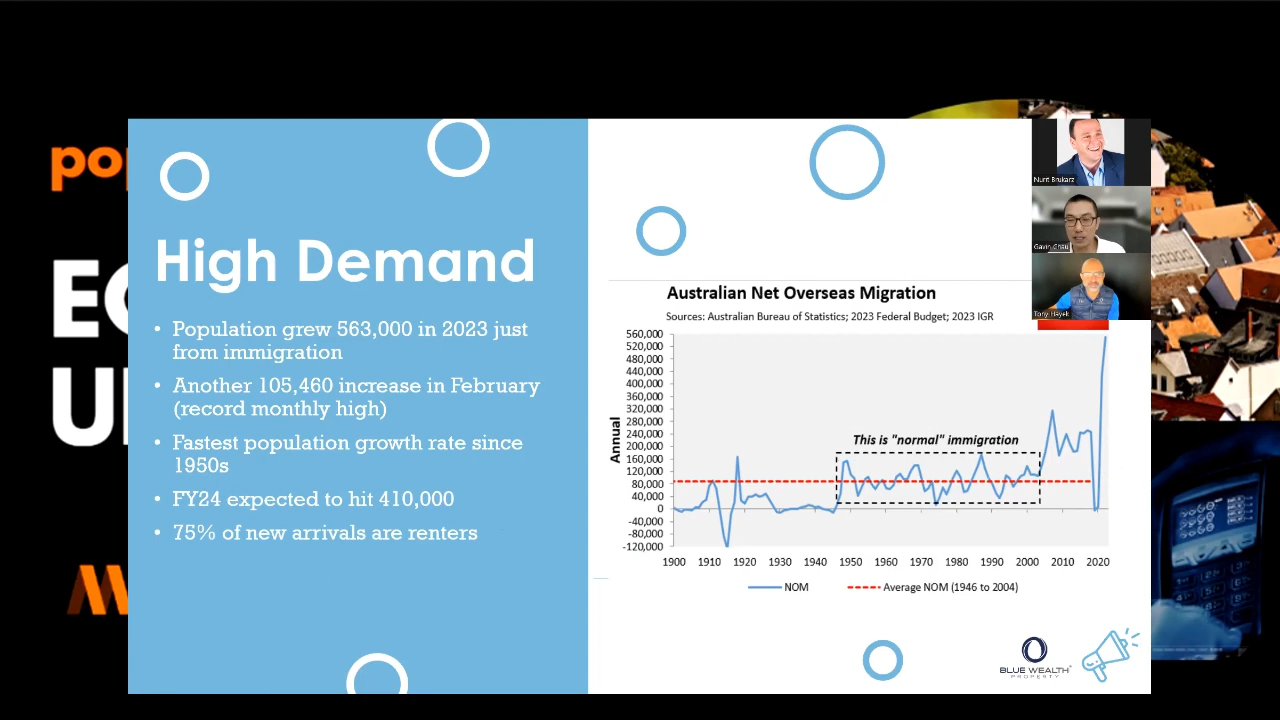 po
EC
U
High Demand
• Population grew 563,000 in 2023 just
from immigration
• Another 105,460 increase in February
(record monthly high)
• Fastest population growth rate since
1950s
• FY24 expected to hit 410,000
• 75% of new arrivals are renters
Nurit Brukarz
Gavin Chau
Tony Hayek
Australian Net Overseas Migration
Sources: Australian Bureau of Statistics; 2023 Federal Budget; 2023 IGR
Annual
560,000
520,000
480,000
440,000
400,000
360,000
320,000
280,000
240,000
200,000
160,000
120,000
80,000
40,000
0
-40,000
-80,000
-120,000
This is "normal" immigration
1900 1910 1920 1930 1940 1950 1960 1970 1980 1990 2000 2010 2020
NOM
Average NOM (1946 to 2004)
BLUE WEALTH
PROPERTY